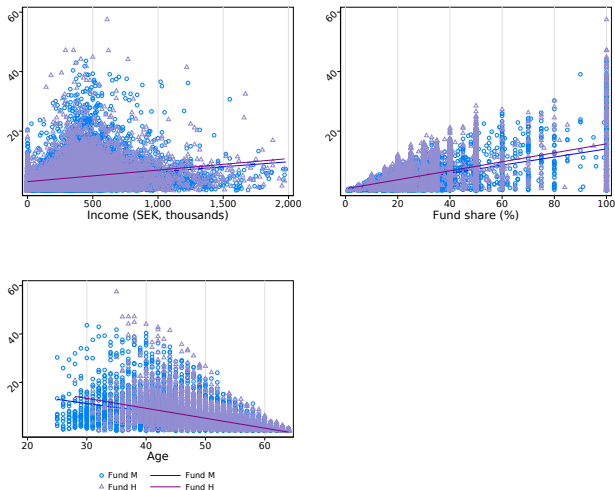 60
40
20
0 500 1,000 1,500 2,000
Income (SEK, thousands)
60
40
20
0 20 40 60 80 100
Fund share (%)
60
40
20
20 30 40 50 60
Age
Fund M Fund M
Fund H Fund H